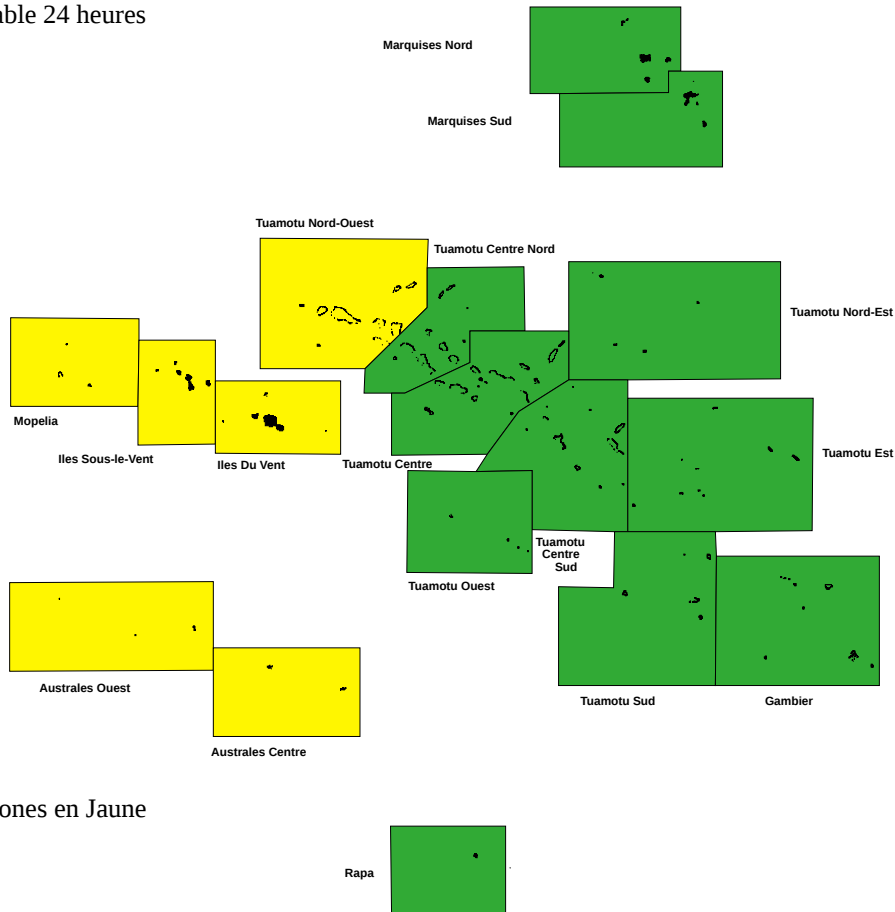 able 24 heures
Marquises Nord
Marquises Sud
Tuamotu Nord-Ouest
Tuamotu Centre Nord
Tuamotu Nord-Est
Mopelia
Iles Sous-le-Vent
Iles Du Vent
Tuamotu Centre
Tuamotu Est
Tuamotu
Centre
Sud
Tuamotu Ouest
Australes Ouest
Tuamotu Sud
Gambier
Australes Centre
ones en Jaune
Rapa